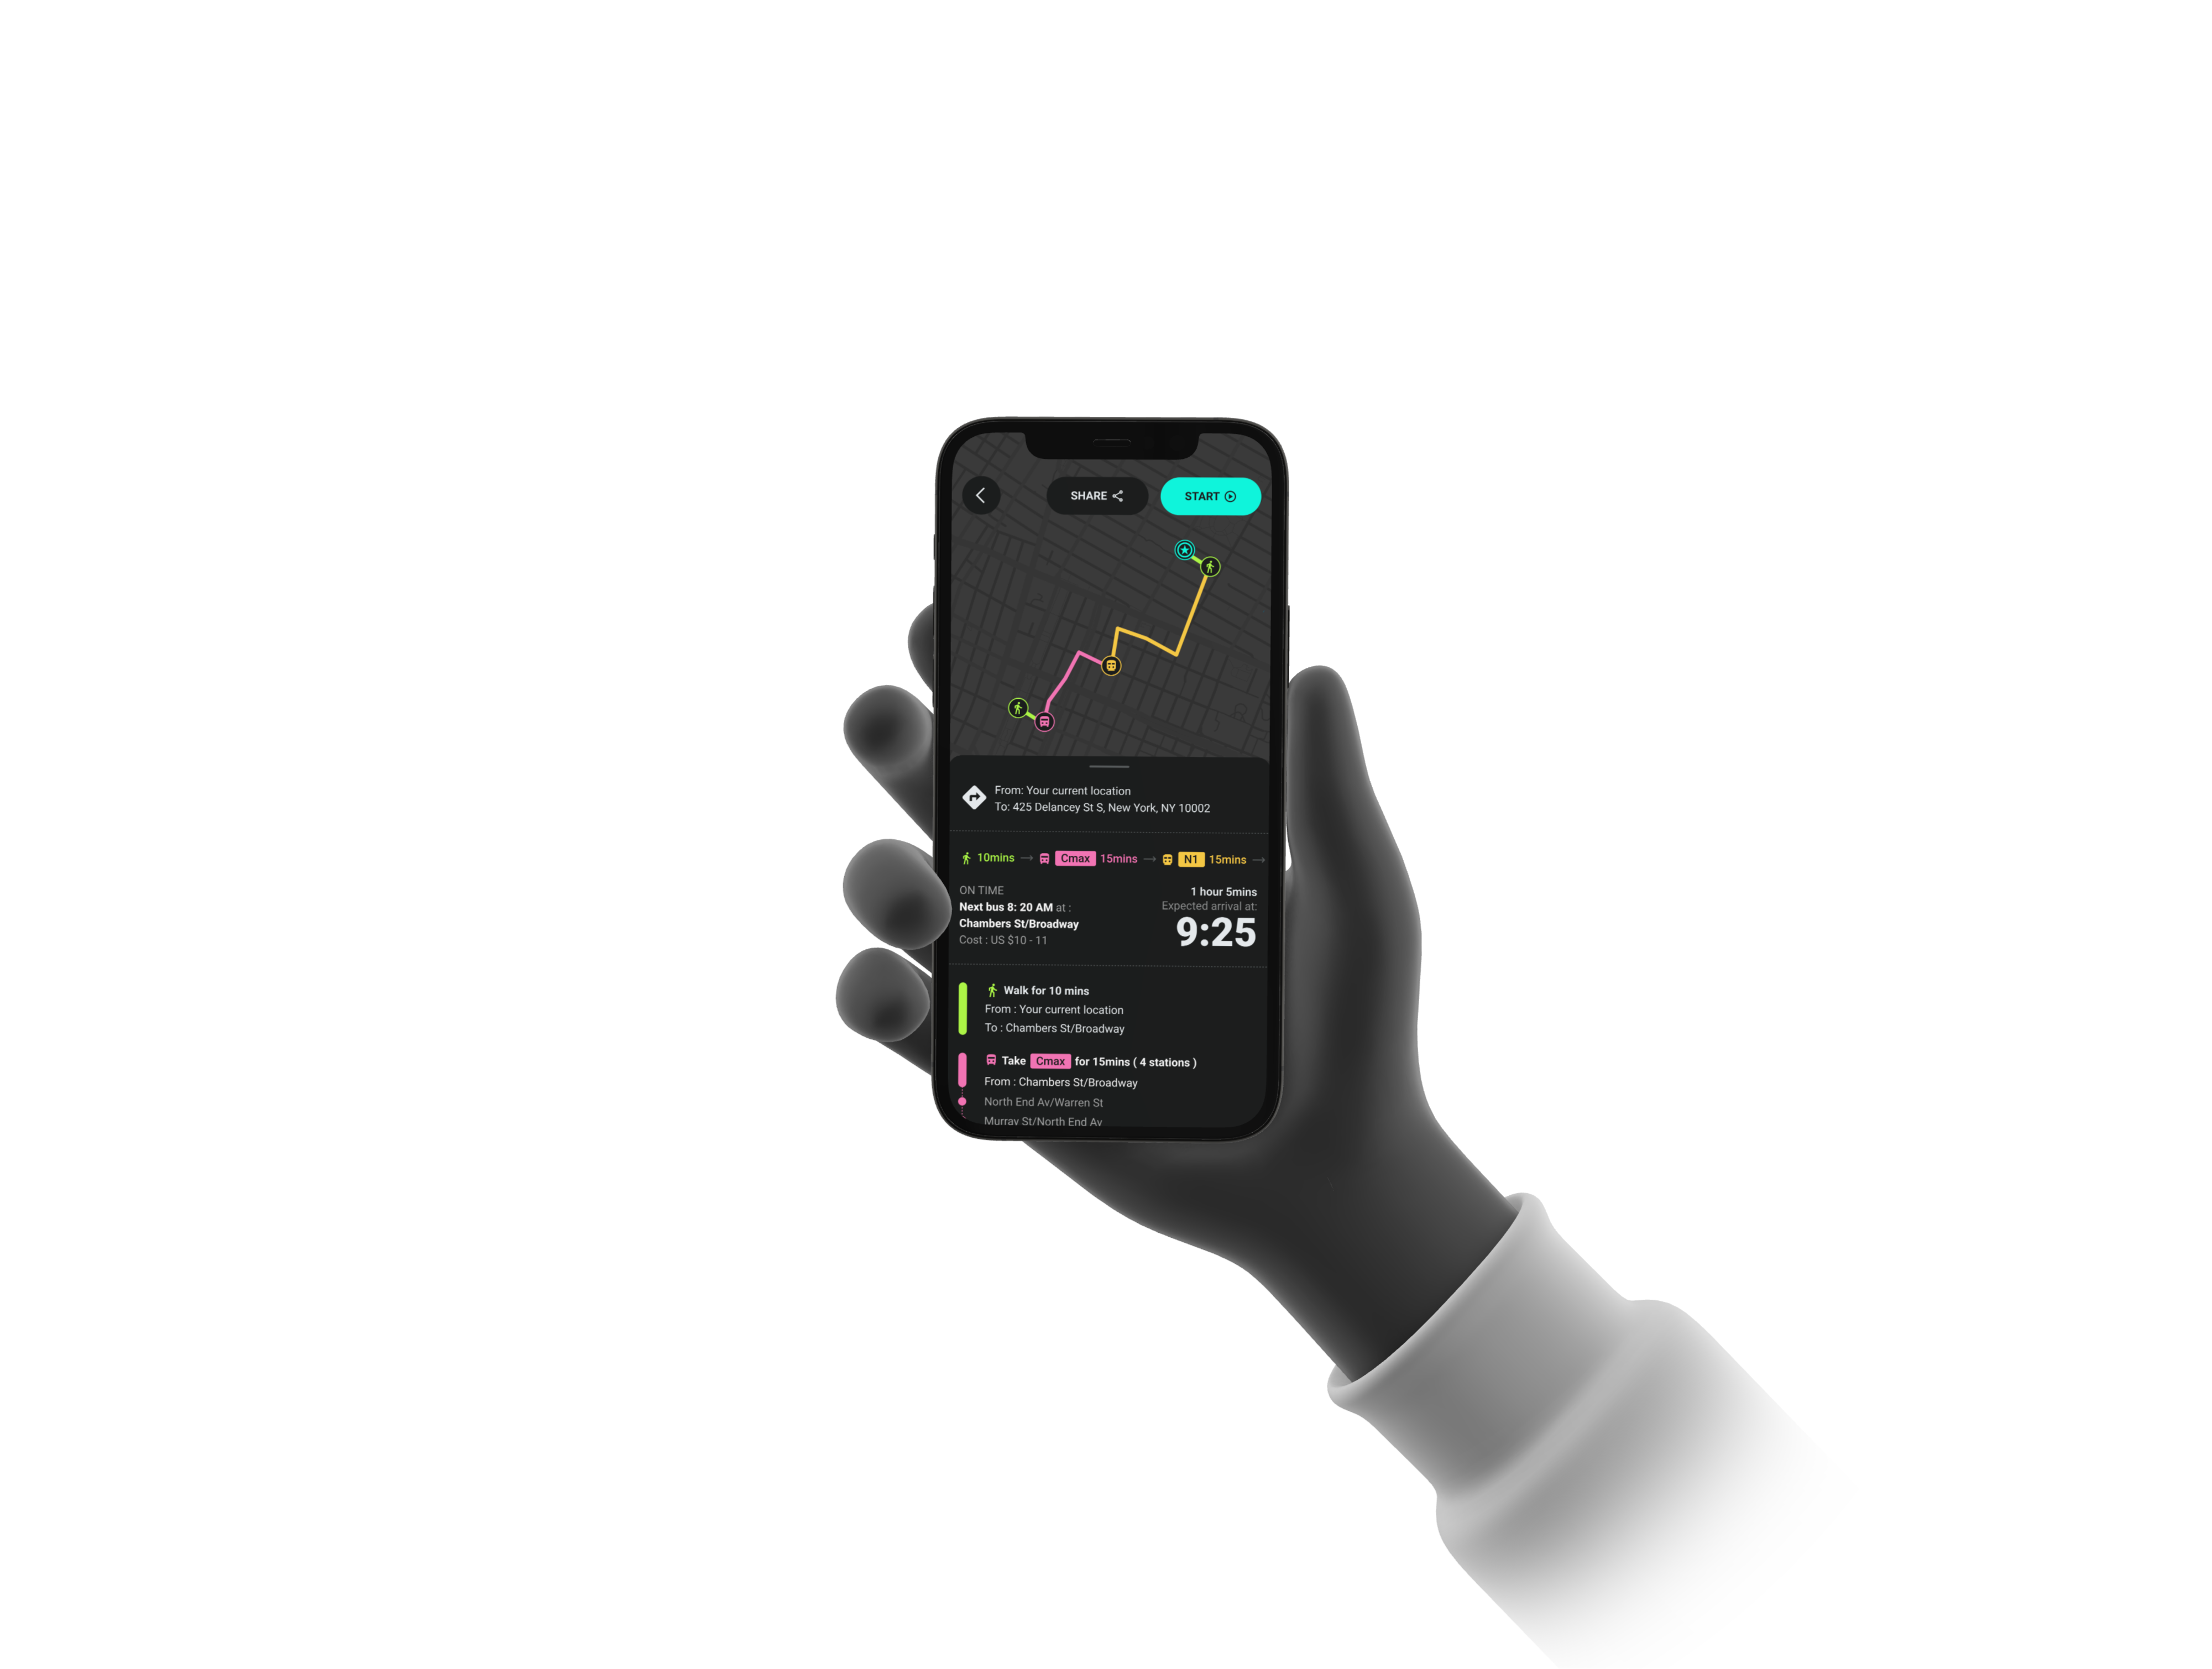 SHARE
START
From: Your current location
To: 425 Delancey St S, New York, NY 10002
10mins → Cmax 15mins → N1 15mins →
ON TIME
Next bus 8: 20 AM at :
Chambers St/Broadway
Cost : US $10 - 11
1 hour 5mins
Expected arrival at:
9:25
Walk for 10 mins
From : Your current location
To : Chambers St/Broadway
Take Cmax for 15mins ( 4 stations )
From : Chambers St/Broadway
North End Av/Warren St
Murray St/North End Av